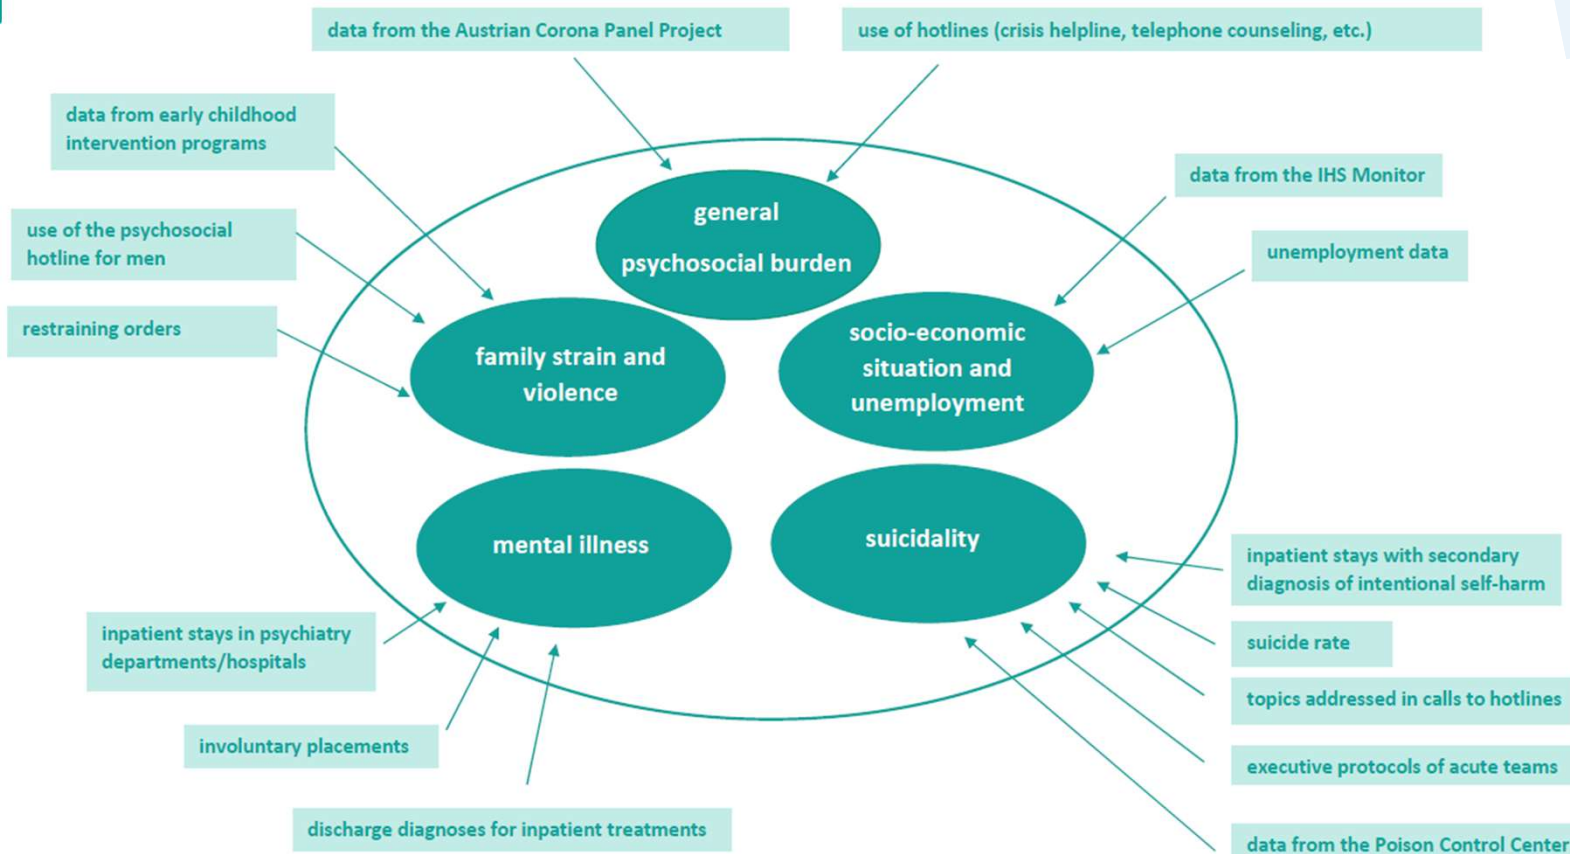 data from the Austrian Corona Panel Project
use of hotlines (crisis helpline, telephone counseling, etc.)
data from early childhood
intervention programs
data from the IHS Monitor
use of the psychosocial
hotline for men
unemployment data
restraining orders
general
psychosocial burden
family strain and
violence
socio-economic
situation and
unemployment
mental illness
suicidality
inpatient stays with secondary
diagnosis of intentional self-harm
inpatient stays in psychiatry
departments/hospitals
suicide rate
topics addressed in calls to hotlines
involuntary placements
executive protocols of acute teams
discharge diagnoses for inpatient treatments
data from the Poison Control Center